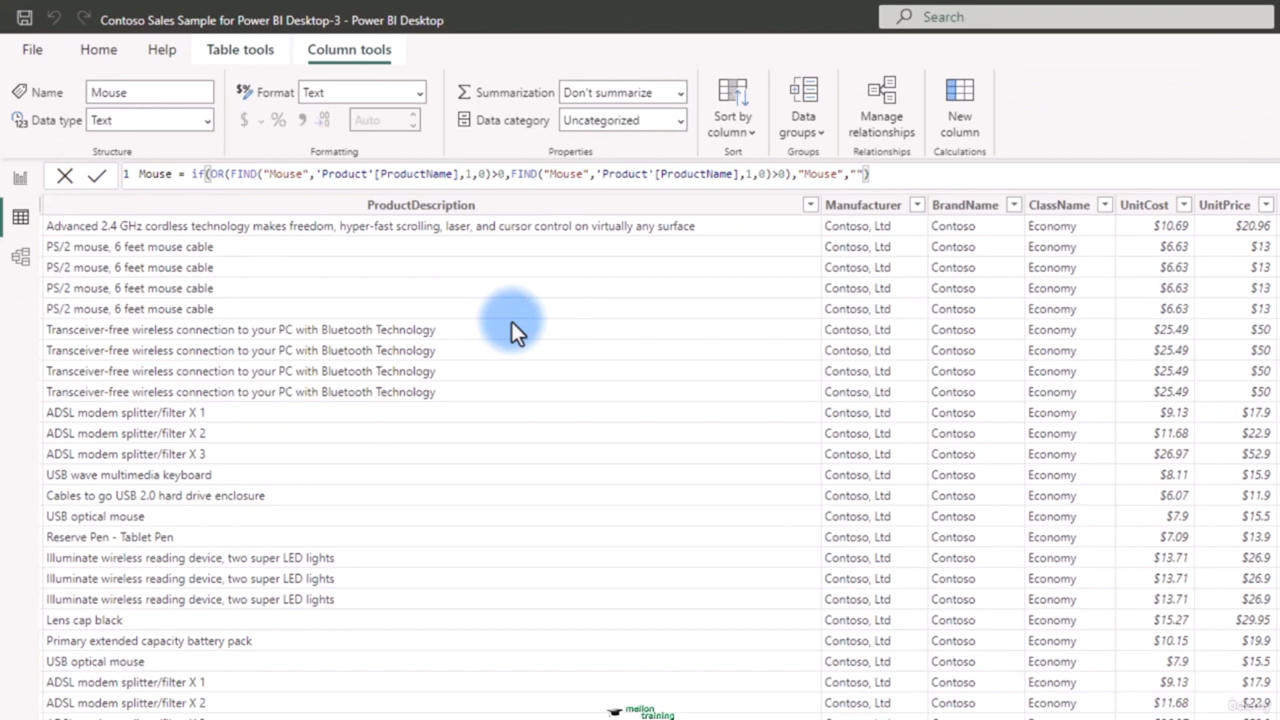 Contoso Sales Sample for Power BI Desktop-3 - Power BI Desktop
Search
File Home Help Table tools Column tools
Name Mouse
Data type Text
Structure
Format Text
$ % 9 Auto
Formatting
Summarization Don't summarize
Data category Uncategorized
Properties
Sort by column
Sort
Data groups
Groups
Manage relationships
Relationships
New column
Calculations
1 Mouse = if(OR(FIND("Mouse",'Product'[ProductName],1,0)>0,FIND("Mouse",'Product'[ProductName],1,0)>0),"Mouse","")
ProductDescription Manufacturer BrandName ClassName UnitCost UnitPrice
Advanced 2.4 GHz cordless technology makes freedom, hyper-fast scrolling, laser, and cursor control on virtually any surface Contoso, Ltd Contoso Economy $10.69 $20.96
PS/2 mouse, 6 feet mouse cable Contoso, Ltd Contoso Economy $6.63 $13
PS/2 mouse, 6 feet mouse cable Contoso, Ltd Contoso Economy $6.63 $13
PS/2 mouse, 6 feet mouse cable Contoso, Ltd Contoso Economy $6.63 $13
PS/2 mouse, 6 feet mouse cable Contoso, Ltd Contoso Economy $6.63 $13
Transceiver-free wireless connection to your PC with Bluetooth Technology Contoso, Ltd Contoso Economy $25.49 $50
Transceiver-free wireless connection to your PC with Bluetooth Technology Contoso, Ltd Contoso Economy $25.49 $50
Transceiver-free wireless connection to your PC with Bluetooth Technology Contoso, Ltd Contoso Economy $25.49 $50
Transceiver-free wireless connection to your PC with Bluetooth Technology Contoso, Ltd Contoso Economy $25.49 $50
ADSL modem splitter/filter X 1 Contoso, Ltd Contoso Economy $9.13 $17.9
ADSL modem splitter/filter X 2 Contoso, Ltd Contoso Economy $11.68 $22.9
ADSL modem splitter/filter X 3 Contoso, Ltd Contoso Economy $26.97 $52.9
USB wave multimedia keyboard Contoso, Ltd Contoso Economy $8.11 $15.9
Cables to go USB 2.0 hard drive enclosure Contoso, Ltd Contoso Economy $6.07 $11.9
USB optical mouse Contoso, Ltd Contoso Economy $7.9 $15.5
Reserve Pen - Tablet Pen Contoso, Ltd Contoso Economy $7.09 $13.9
Illuminate wireless reading device, two super LED lights Contoso, Ltd Contoso Economy $13.71 $26.9
Illuminate wireless reading device, two super LED lights Contoso, Ltd Contoso Economy $13.71 $26.9
Illuminate wireless reading device, two super LED lights Contoso, Ltd Contoso Economy $13.71 $26.9
Lens cap black Contoso, Ltd Contoso Economy $15.27 $29.95
Primary extended capacity battery pack Contoso, Ltd Contoso Economy $10.15 $19.9
USB optical mouse Contoso, Ltd Contoso Economy $7.9 $15.5
ADSL modem splitter/filter X 1 Contoso, Ltd Contoso Economy $9.13 $17.9
ADSL modem splitter/filter X 2 Contoso, Ltd Contoso Economy $11.68 $22.9
mellon
training